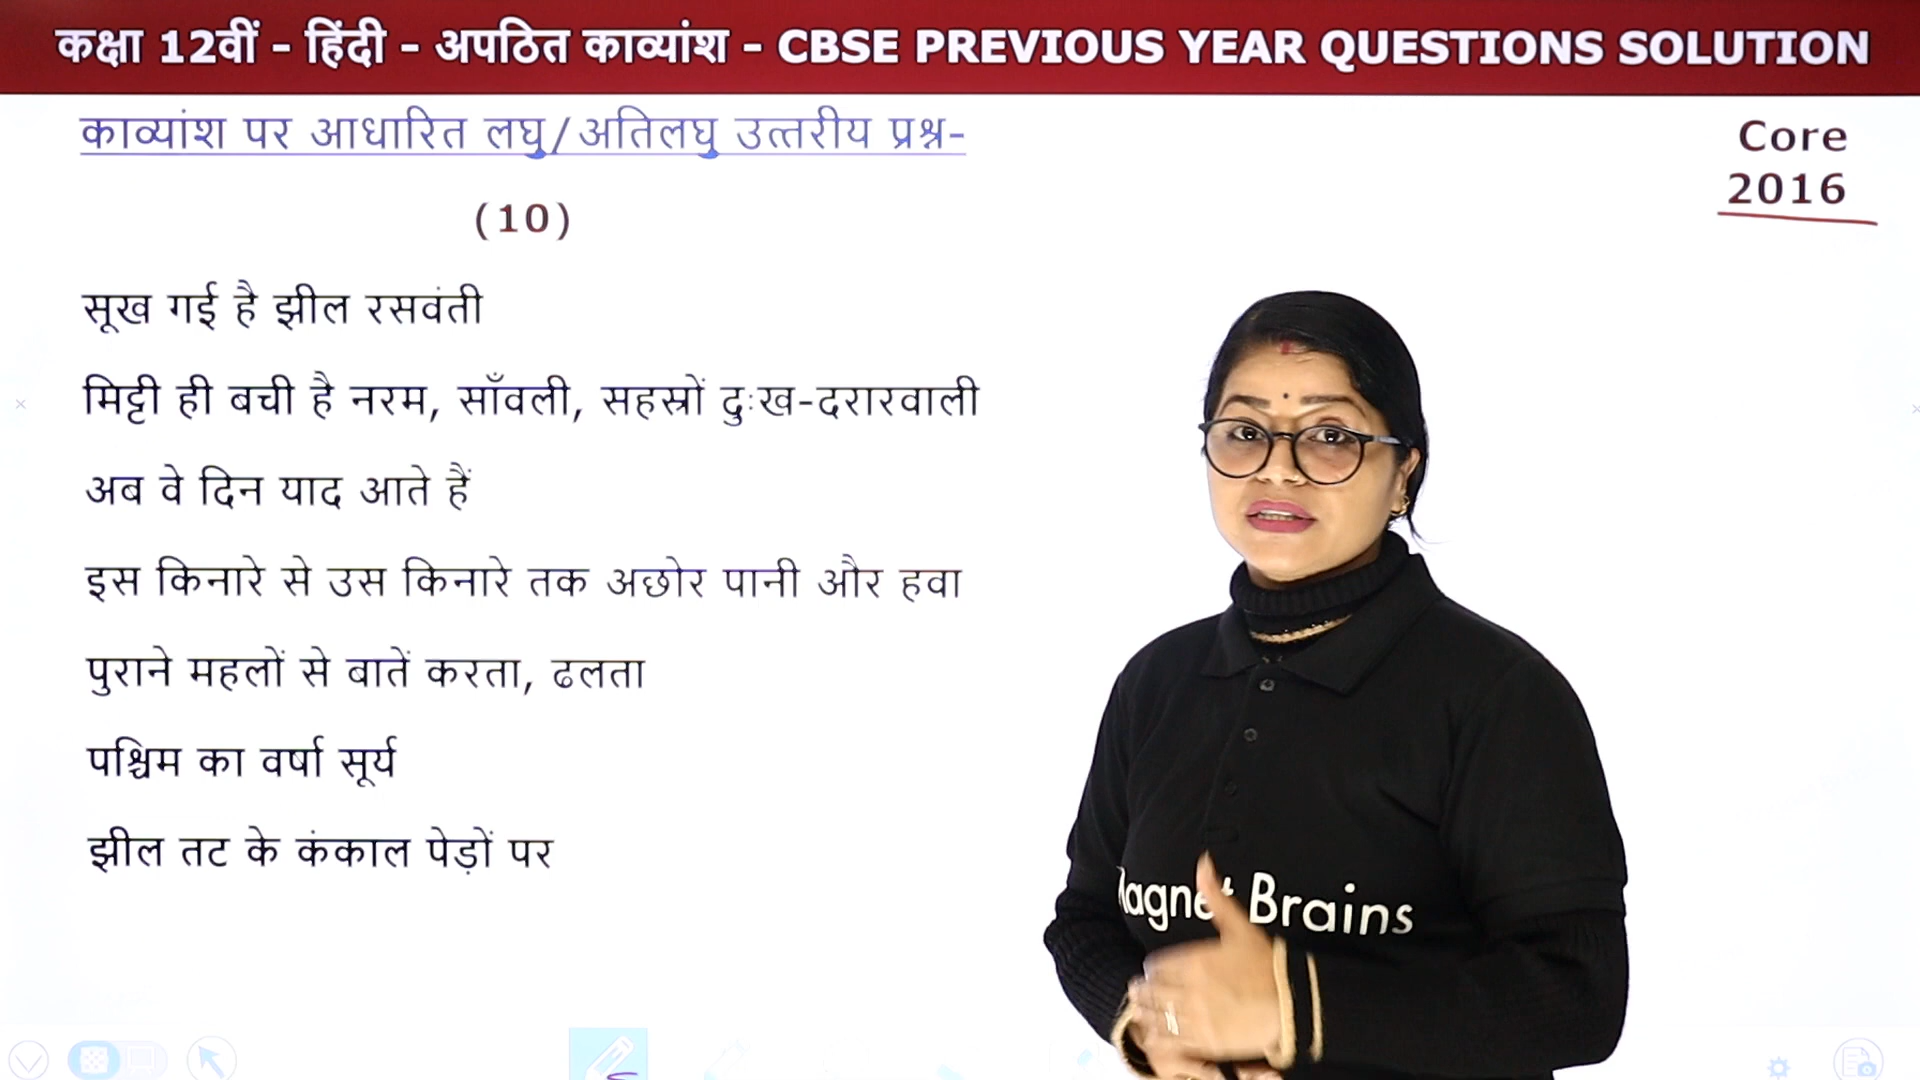 कक्षा 12वीं - हिंदी - अपठित काव्यांश - CBSE PREVIOUS YEAR QUESTIONS SOLUTION
काव्यांश पर आधारित लघु/अतिलघु उत्तरीय प्रश्न-
Core
2016
(10)
सूख गई है झील रसवंती
मिट्टी ही बची है नरम, साँवली, सहस्रों दुःख-दरारवाली
अब वे दिन याद आते हैं
इस किनारे से उस किनारे तक अछोर पानी और हवा
पुराने महलों से बातें करता, ढलता
पश्चिम का वर्षा सूर्य
झील तट के कंकाल पेड़ों पर
Brains